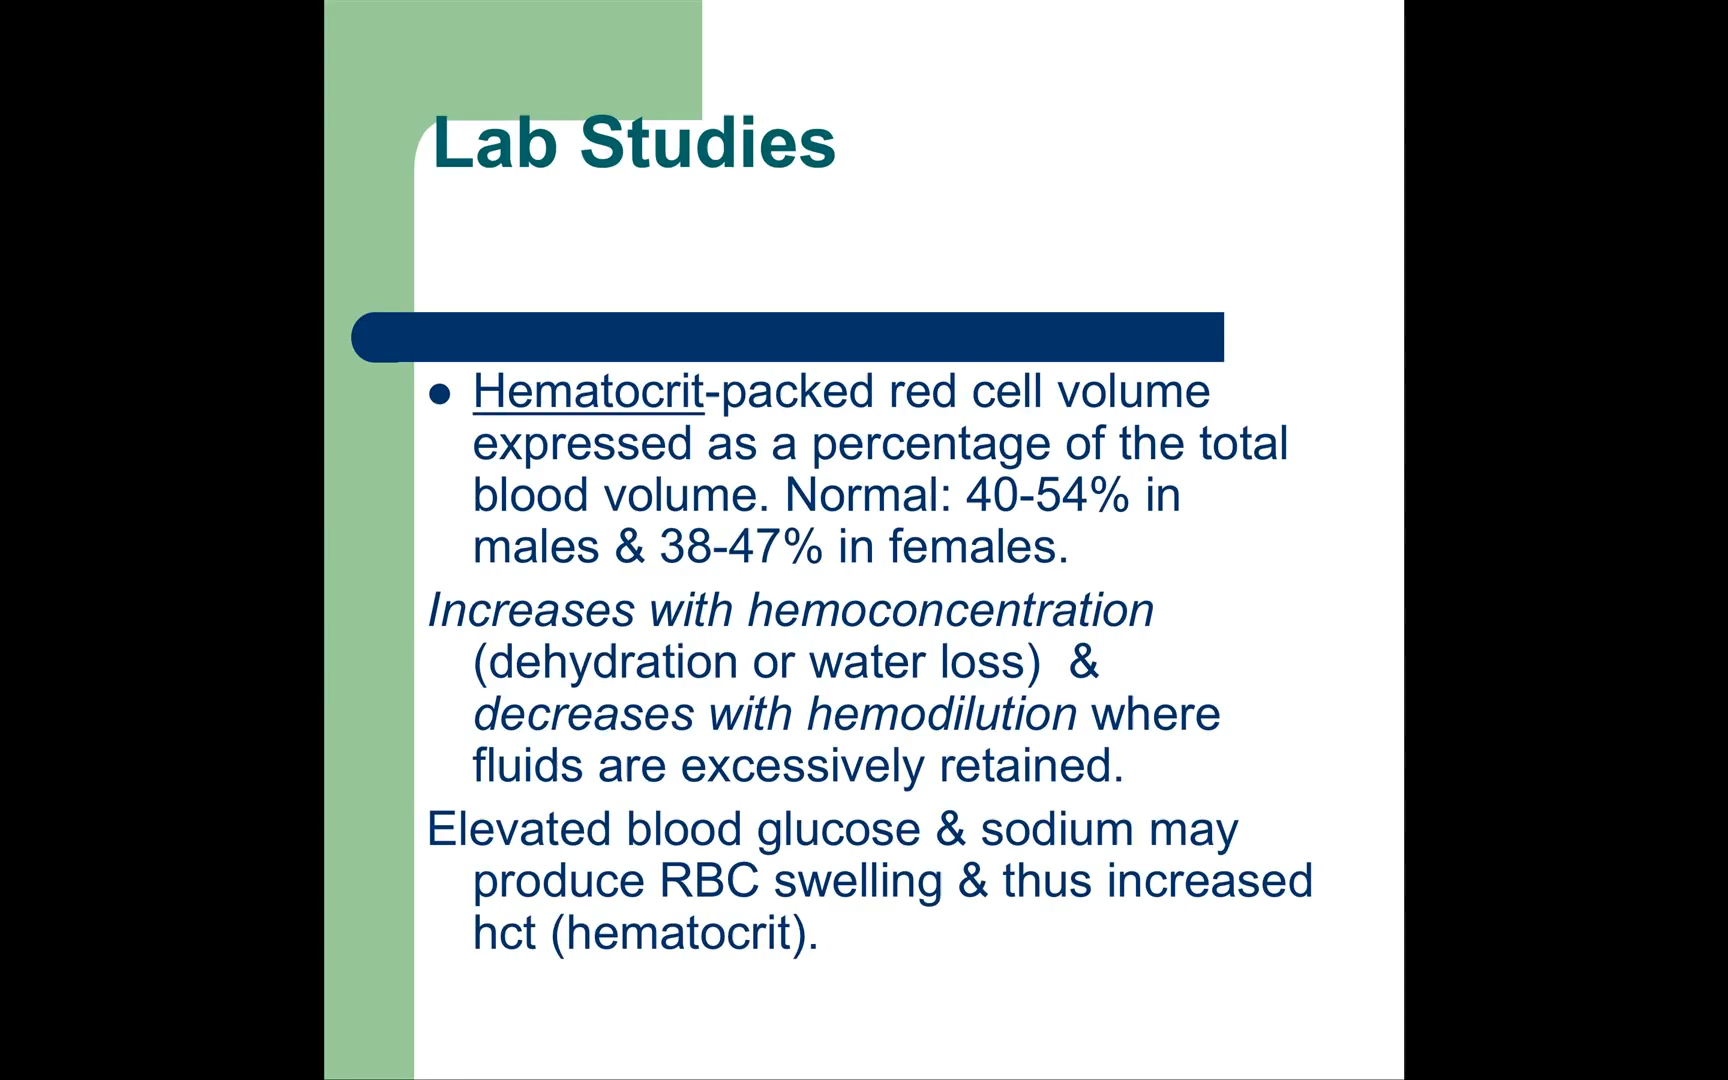 Lab Studies
● Hematocrit-packed red cell volume
expressed as a percentage of the total
blood volume. Normal: 40-54% in
males & 38-47% in females.
Increases with hemoconcentration
(dehydration or water loss)  &
decreases with hemodilution where
fluids are excessively retained.
Elevated blood glucose & sodium may
produce RBC swelling & thus increased
hct (hematocrit).